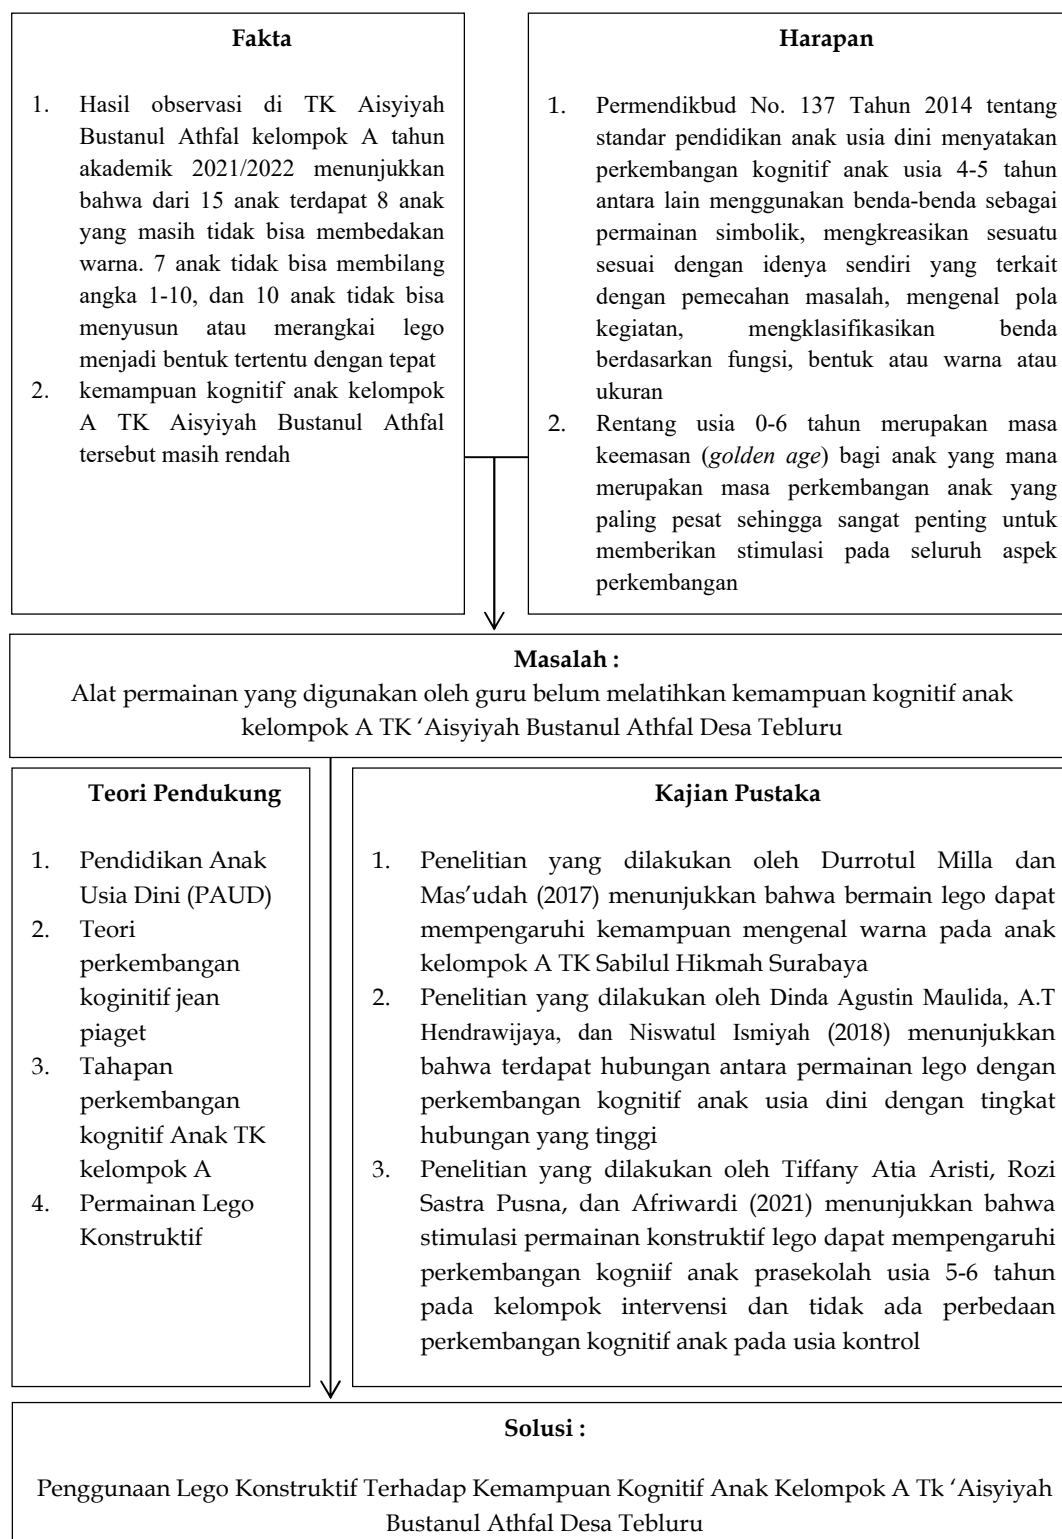 Fakta
1. Hasil observasi di TK Aisyiyah
Bustanul Athfal kelompok A tahun
akademik 2021/2022 menunjukkan
bahwa dari 15 anak terdapat 8 anak
yang masih tidak bisa membedakan
warna. 7 anak tidak bisa membilang
angka 1-10, dan 10 anak tidak bisa
menyusun atau merangkai lego
menjadi bentuk tertentu dengan tepat
2. kemampuan kognitif anak kelompok
A TK Aisyiyah Bustanul Athfal
tersebut masih rendah
Harapan
1. Permendikbud No. 137 Tahun 2014 tentang
standar pendidikan anak usia dini menyatakan
perkembangan kognitif anak usia 4-5 tahun
antara lain menggunakan benda-benda sebagai
permainan simbolik, mengkreasikan sesuatu
sesuai dengan idenya sendiri yang terkait
dengan pemecahan masalah, mengenal pola
kegiatan, mengklasifikasikan benda
berdasarkan fungsi, bentuk atau warna atau
ukuran
2. Rentang usia 0-6 tahun merupakan masa
keemasan (golden age) bagi anak yang mana
merupakan masa perkembangan anak yang
paling pesat sehingga sangat penting untuk
memberikan stimulasi pada seluruh aspek
perkembangan
Masalah :
Alat permainan yang digunakan oleh guru belum melatihkan kemampuan kognitif anak
kelompok A TK ‘Aisyiyah Bustanul Athfal Desa Tebluru
Teori Pendukung
1. Pendidikan Anak
Usia Dini (PAUD)
2. Teori
perkembangan
koginitif jean
piaget
3. Tahapan
perkembangan
kognitif Anak TK
kelompok A
4. Permainan Lego
Konstruktif
Kajian Pustaka
1. Penelitian yang dilakukan oleh Durrotul Milla dan
Mas’udah (2017) menunjukkan bahwa bermain lego dapat
mempengaruhi kemampuan mengenal warna pada anak
kelompok A TK Sabilul Hikmah Surabaya
2. Penelitian yang dilakukan oleh Dinda Agustin Maulida, A.T
Hendrawijaya, dan Niswatul Ismiyah (2018) menunjukkan
bahwa terdapat hubungan antara permainan lego dengan
perkembangan kognitif anak usia dini dengan tingkat
hubungan yang tinggi
3. Penelitian yang dilakukan oleh Tiffany Atia Aristi, Rozi
Sastra Pusna, dan Afriwardi (2021) menunjukkan bahwa
stimulasi permainan konstruktif lego dapat mempengaruhi
perkembangan kogniif anak prasekolah usia 5-6 tahun
pada kelompok intervensi dan tidak ada perbedaan
perkembangan kognitif anak pada usia kontrol
Solusi :
Penggunaan Lego Konstruktif Terhadap Kemampuan Kognitif Anak Kelompok A Tk ‘Aisyiyah
Bustanul Athfal Desa Tebluru